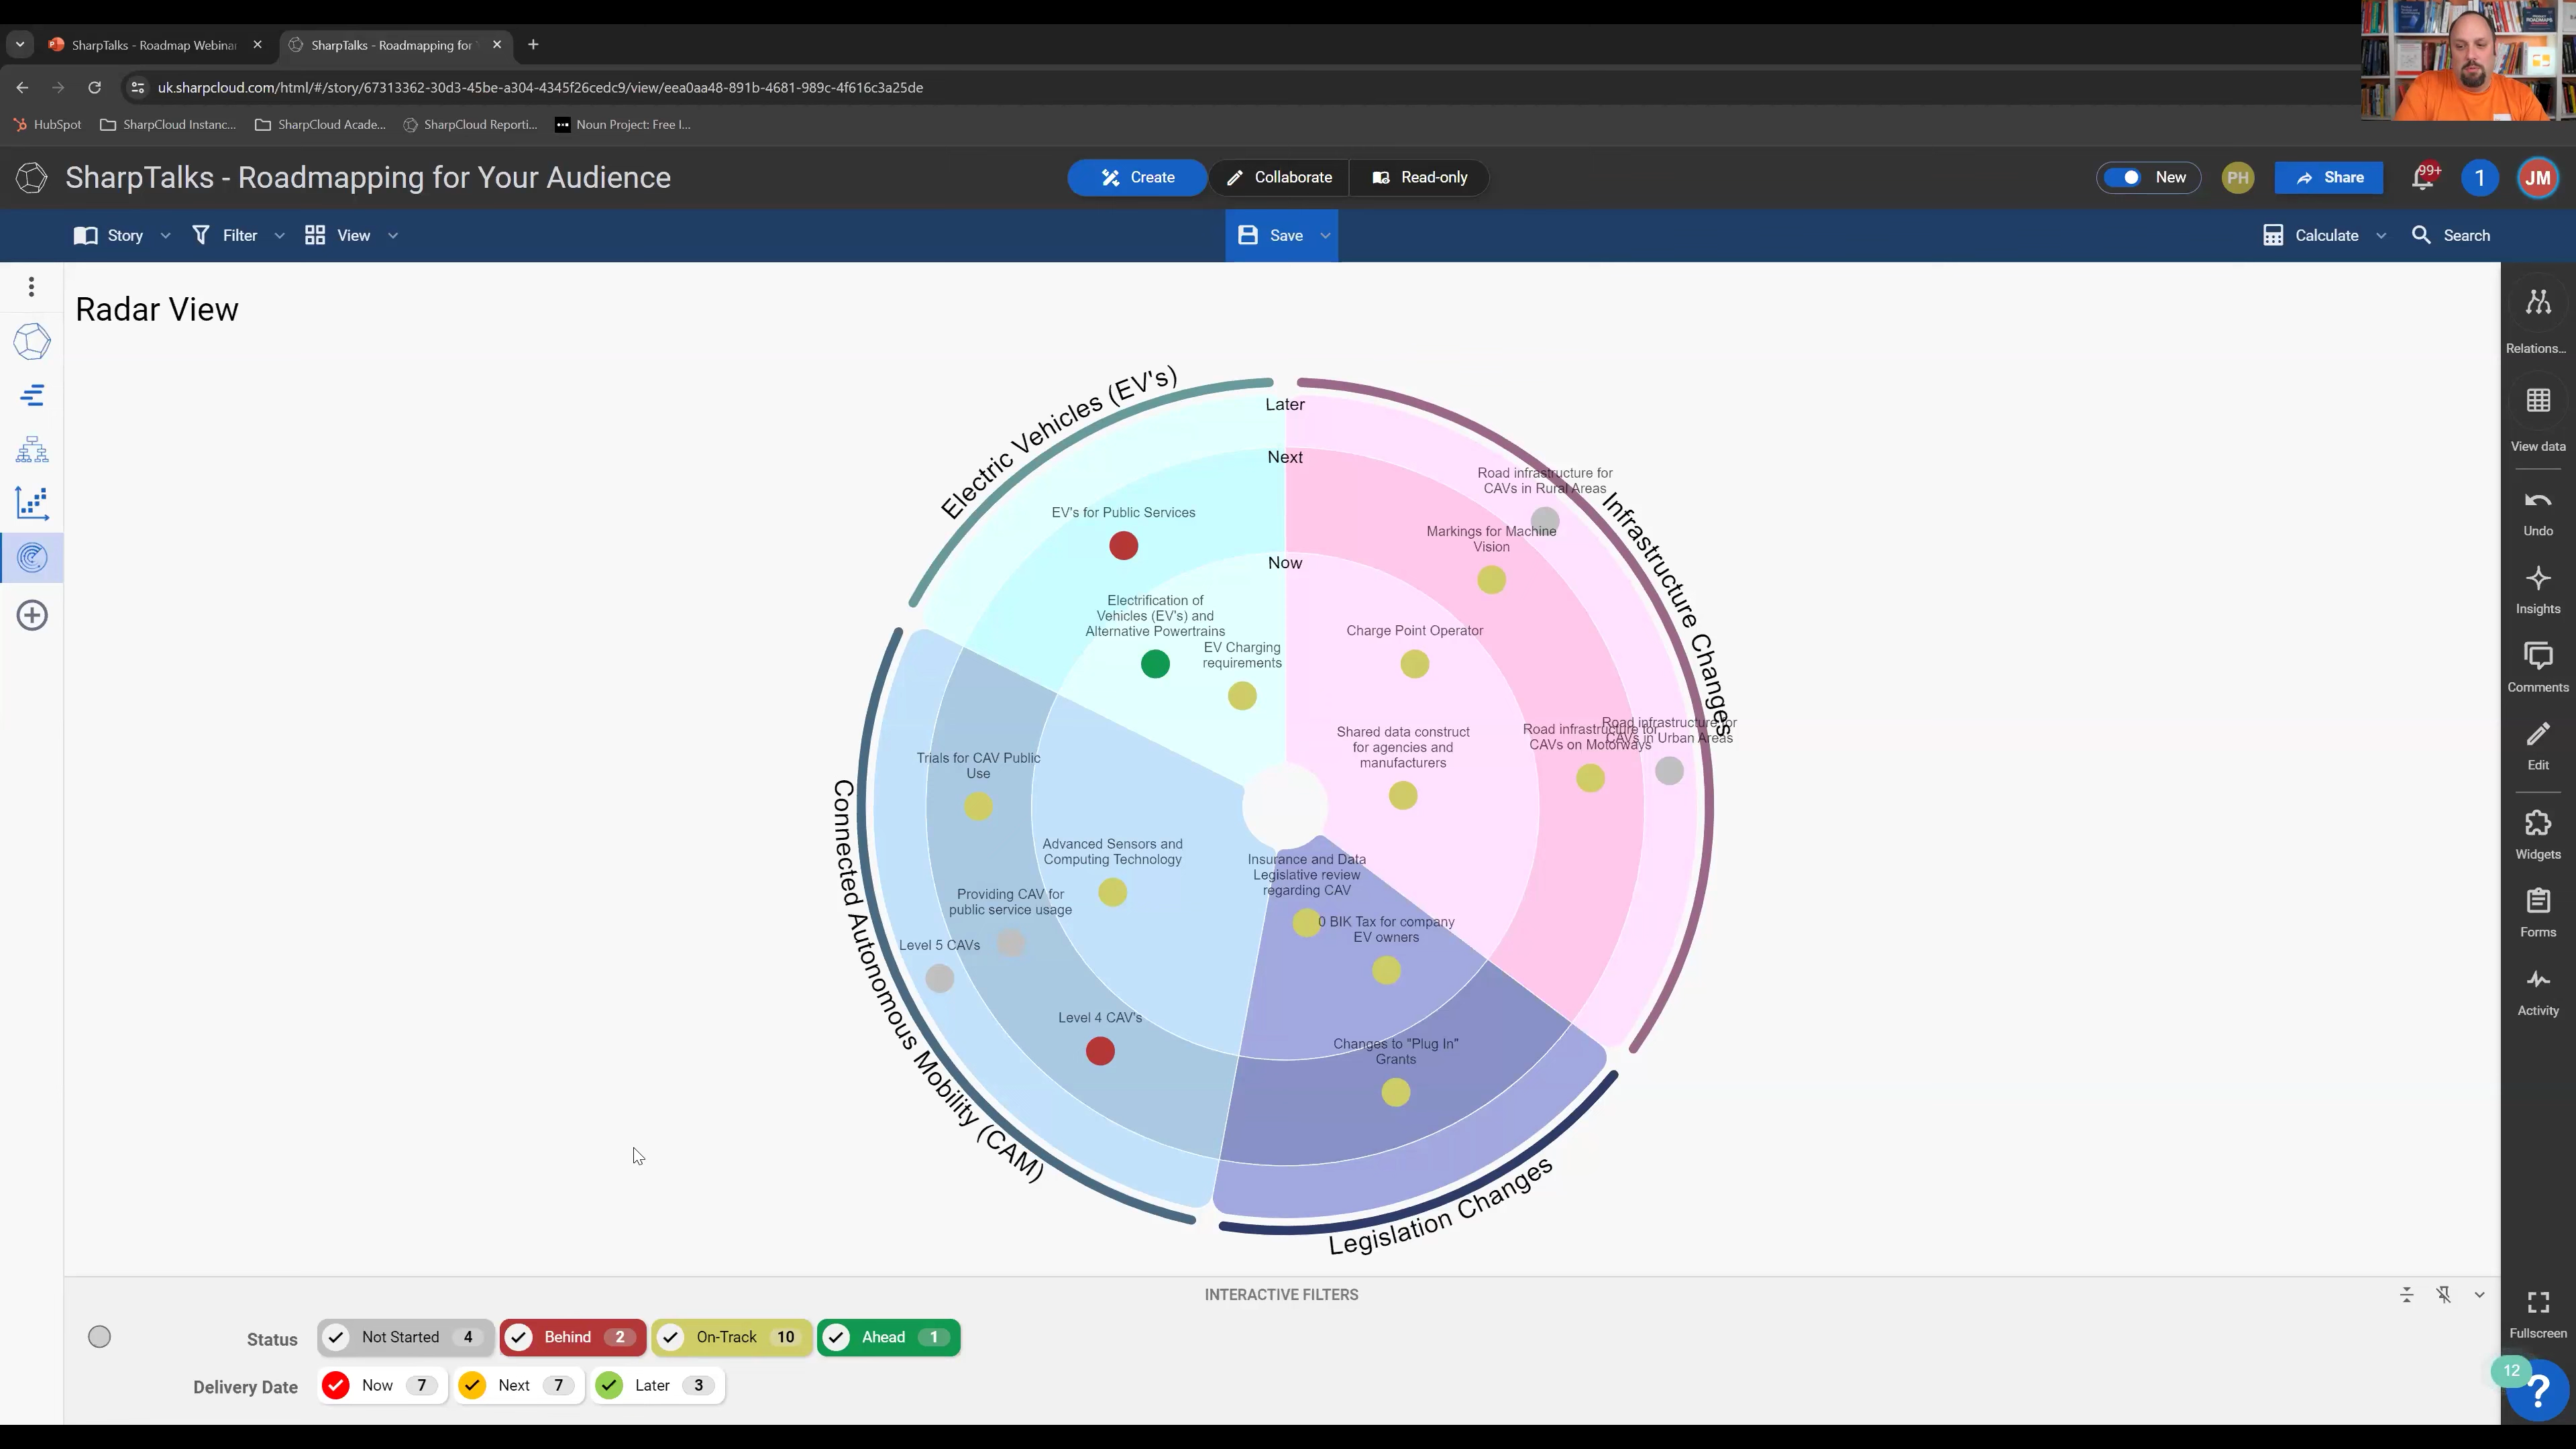 SharpTalks - Roadmap Webinar
SharpTalks - Roadmapping for Y
uk.sharpcloud.com/html/#/story/67313362-30d3-45be-a304-4345f26cedc9/view/eea0aa48-891b-4681-989c-4f616c3a25de
HubSpot
SharpCloud Instanc...
SharpCloud Acade...
SharpCloud Reporti...
Noun Project: Free I...
SharpTalks - Roadmapping for Your Audience
Create
Collaborate
Read-only
New
PH
Share
99+
1
JM
Story
Filter
View
Save
Calculate
Search
Radar View
Relations...
View data
Undo
Insights
Comments
Edit
Widgets
Forms
Activity
Fullscreen
12
?
Electric Vehicles (EV's)
Infrastructure Changes
Connected Autonomous Mobility (CAM)
Legislation Changes
Later
Next
Now
Road infrastructure for
CAVs in Rural Areas
EV's for Public Services
Markings for Machine
Vision
Electrification of
Vehicles (EV's) and
Alternative Powertrains
EV Charging
requirements
Charge Point Operator
Shared data construct
for agencies and
manufacturers
Road infrastructure for
CAVs on Motorways
Road infrastructure for
CAVs in Urban Areas
Trials for CAV Public
Use
Advanced Sensors and
Computing Technology
Insurance and Data
Legislative review
regarding CAV
Providing CAV for
public service usage
0 BIK Tax for company
EV owners
Level 5 CAVs
Level 4 CAV's
Changes to "Plug In"
Grants
INTERACTIVE FILTERS
Status
Not Started 4
Behind 2
On-Track 10
Ahead 1
Delivery Date
Now 7
Next 7
Later 3